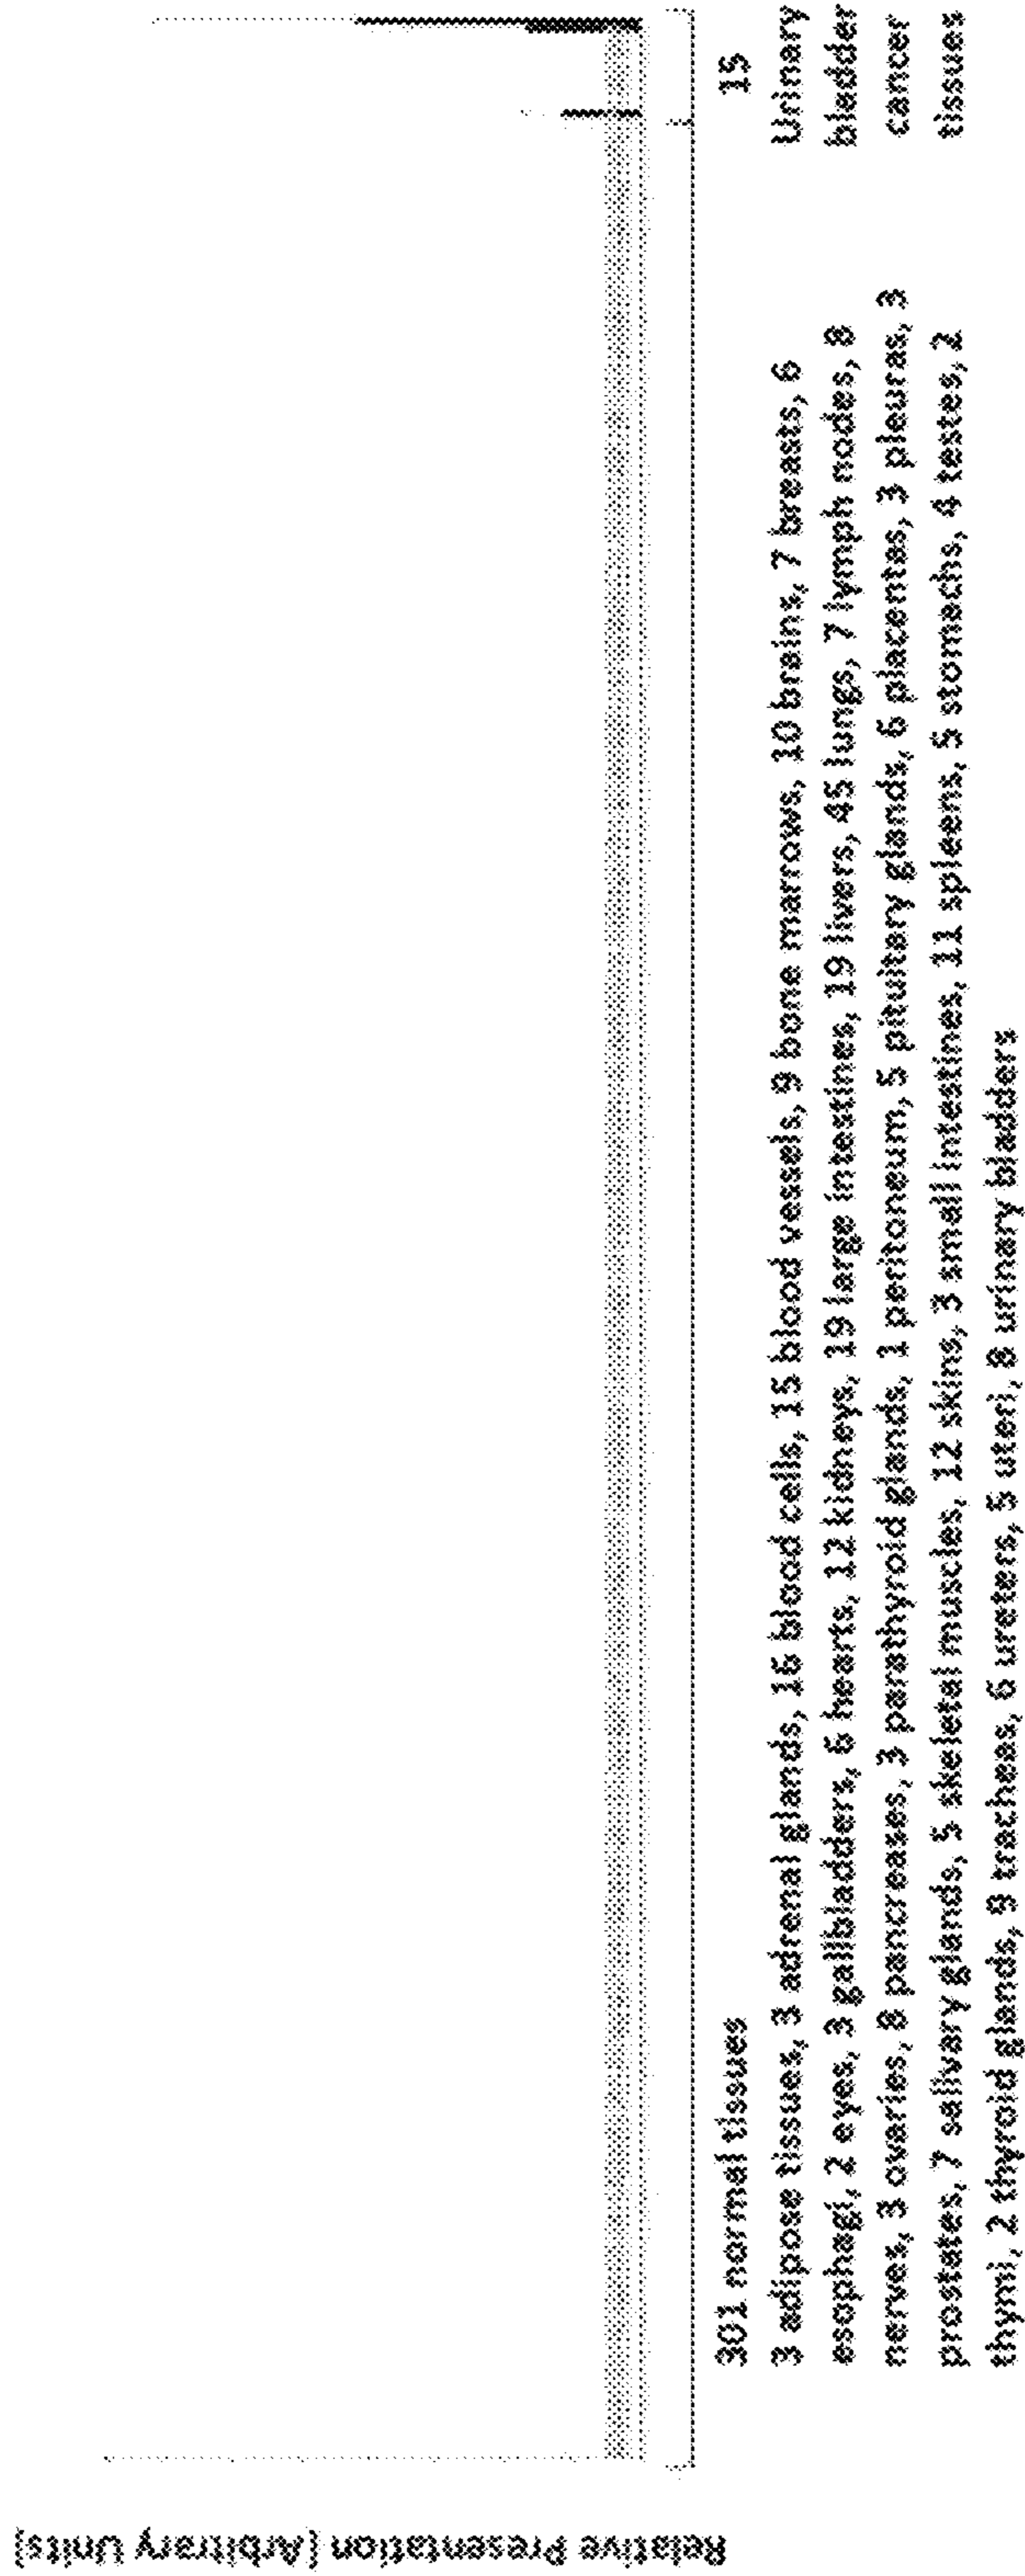 Relative Presentation [Arbitrary Units]
301 normal tissues
3 adipose tissues, 3 adrenal glands, 16 blood cells, 15 blood vessels, 9 bone marrows, 10 brains, 7 breasts, 6
esophagi, 2 eyes, 3 gallbladders, 6 hearts, 12 kidneys, 19 large intestines, 19 livers, 45 lungs, 7 lymph nodes, 8
nerves, 3 ovaries, 8 pancreases, 3 parathyroid glands, 1 peritoneum, 5 pituitary glands, 6 placentas, 3 pleuras, 3
prostates, 7 salivary glands, 5 skeletal muscles, 12 skins, 3 small intestines, 11 spleens, 5 stomachs, 4 testes, 2
thymi, 2 thyroid glands, 9 tracheas, 6 ureters, 5 uteri, 8 urinary bladders
15
Urinary
bladder
cancer
tissues